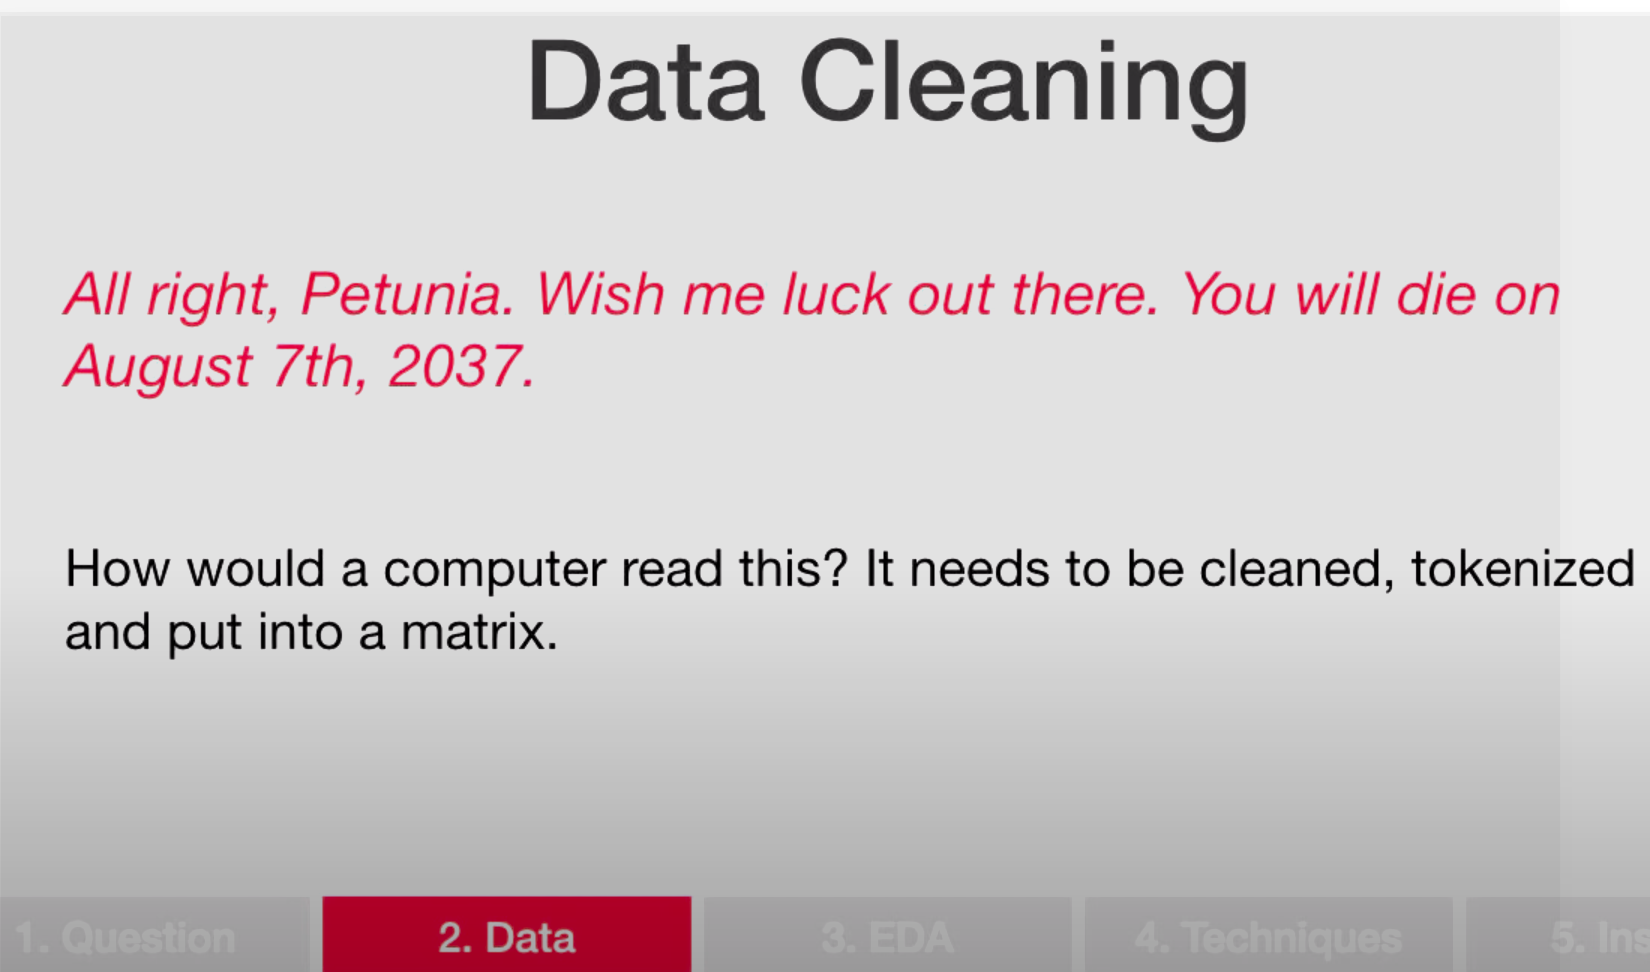 Data Cleaning
All right, Petunia. Wish me luck out there. You will die on
August 7th, 2037.
How would a computer read this? It needs to be cleaned, tokenized
and put into a matrix.
1. Question
2. Data
3. EDA
4. Techniques
5. Ins